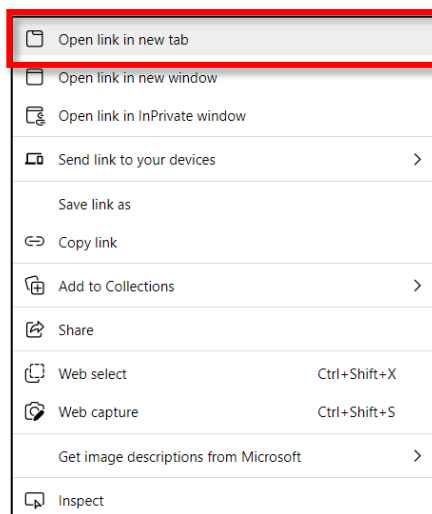 Open link in new tab
Open link in new window
Open link in InPrivate window
Send link to your devices
Save link as
Copy link
Add to Collections
Share
Web select Ctrl+Shift+X
Web capture Ctrl+Shift+S
Get image descriptions from Microsoft
Inspect